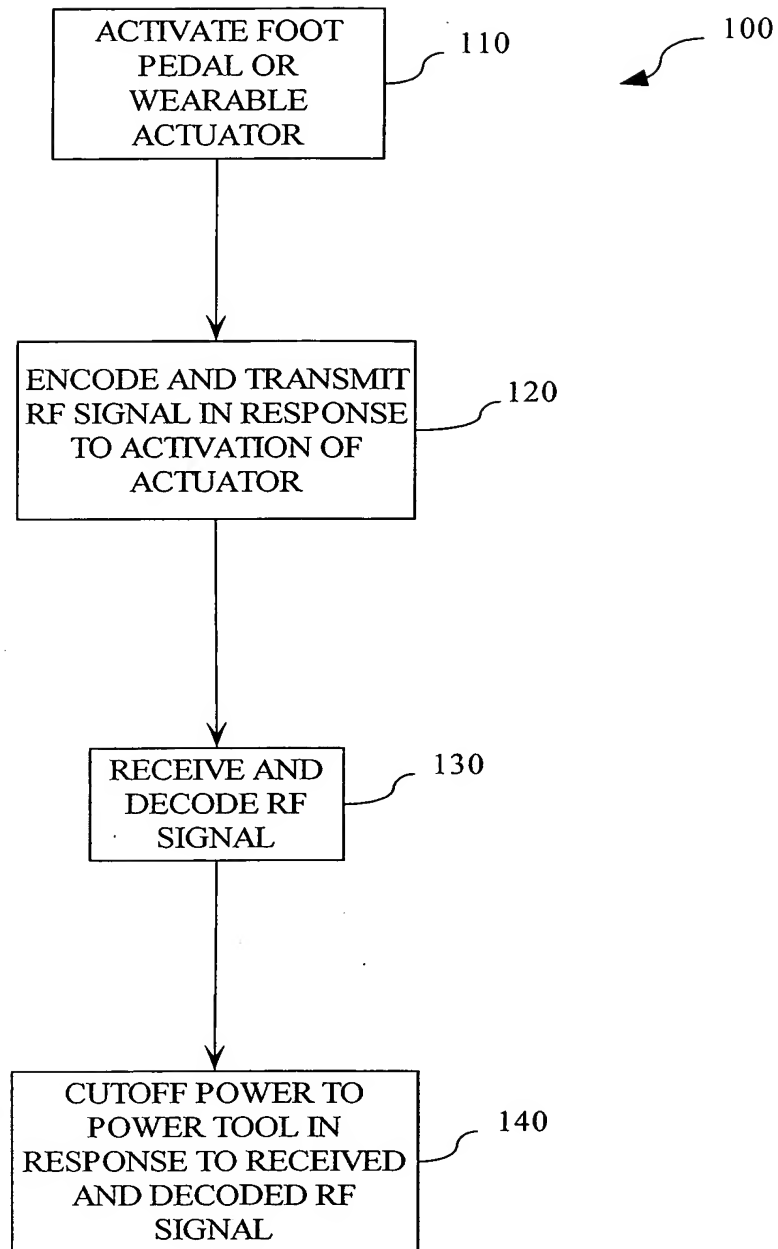 100
ACTIVATE FOOT
PEDAL OR
WEARABLE
ACTUATOR
110
ENCODE AND TRANSMIT
RF SIGNAL IN RESPONSE
TO ACTIVATION OF
ACTUATOR
120
RECEIVE AND
DECODE RF
SIGNAL
130
CUTOFF POWER TO
POWER TOOL IN
RESPONSE TO RECEIVED
AND DECODED RF
SIGNAL
140